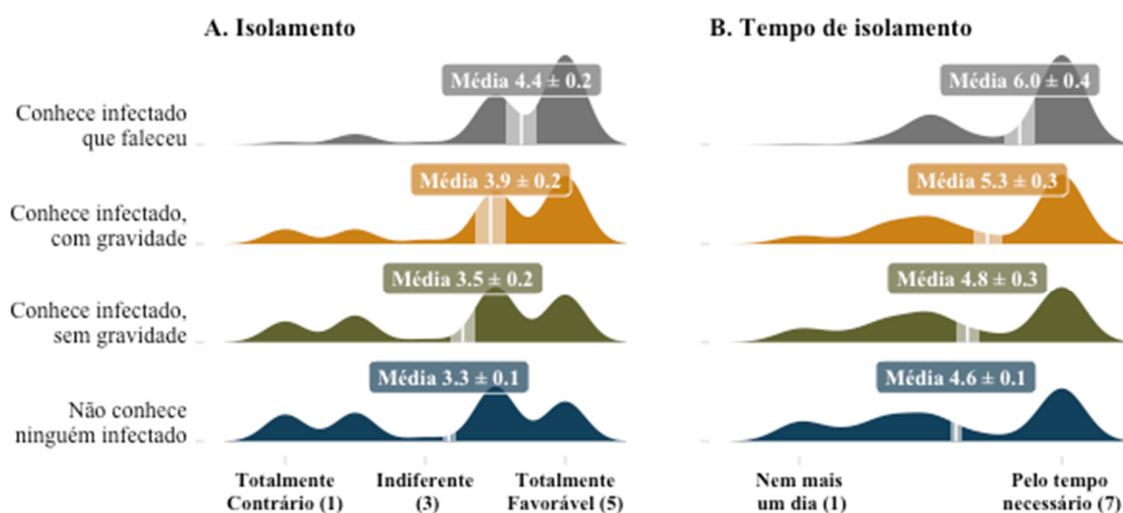 A. Isolamento
B. Tempo de isolamento
Conhece infectado
que faleceu
Média 4.4 ± 0.2
Média 6.0 ± 0.4
Conhece infectado,
com gravidade
Média 3.9 ± 0.2
Média 5.3 ± 0.3
Conhece infectado,
sem gravidade
Média 3.5 ± 0.2
Média 4.8 ± 0.3
Não conhece
ninguém infectado
Média 3.3 ± 0.1
Média 4.6 ± 0.1
Totalmente
Contrário (1)
Indiferente
(3)
Totalmente
Favorável (5)
Nem mais
um dia (1)
Pelo tempo
necessário (7)